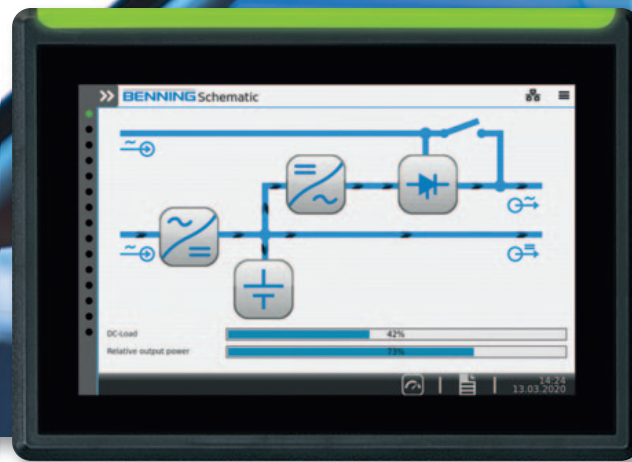 BENNING Schematic
DC-Load 42%
Relative output power 73%
14:24
13.03.2020